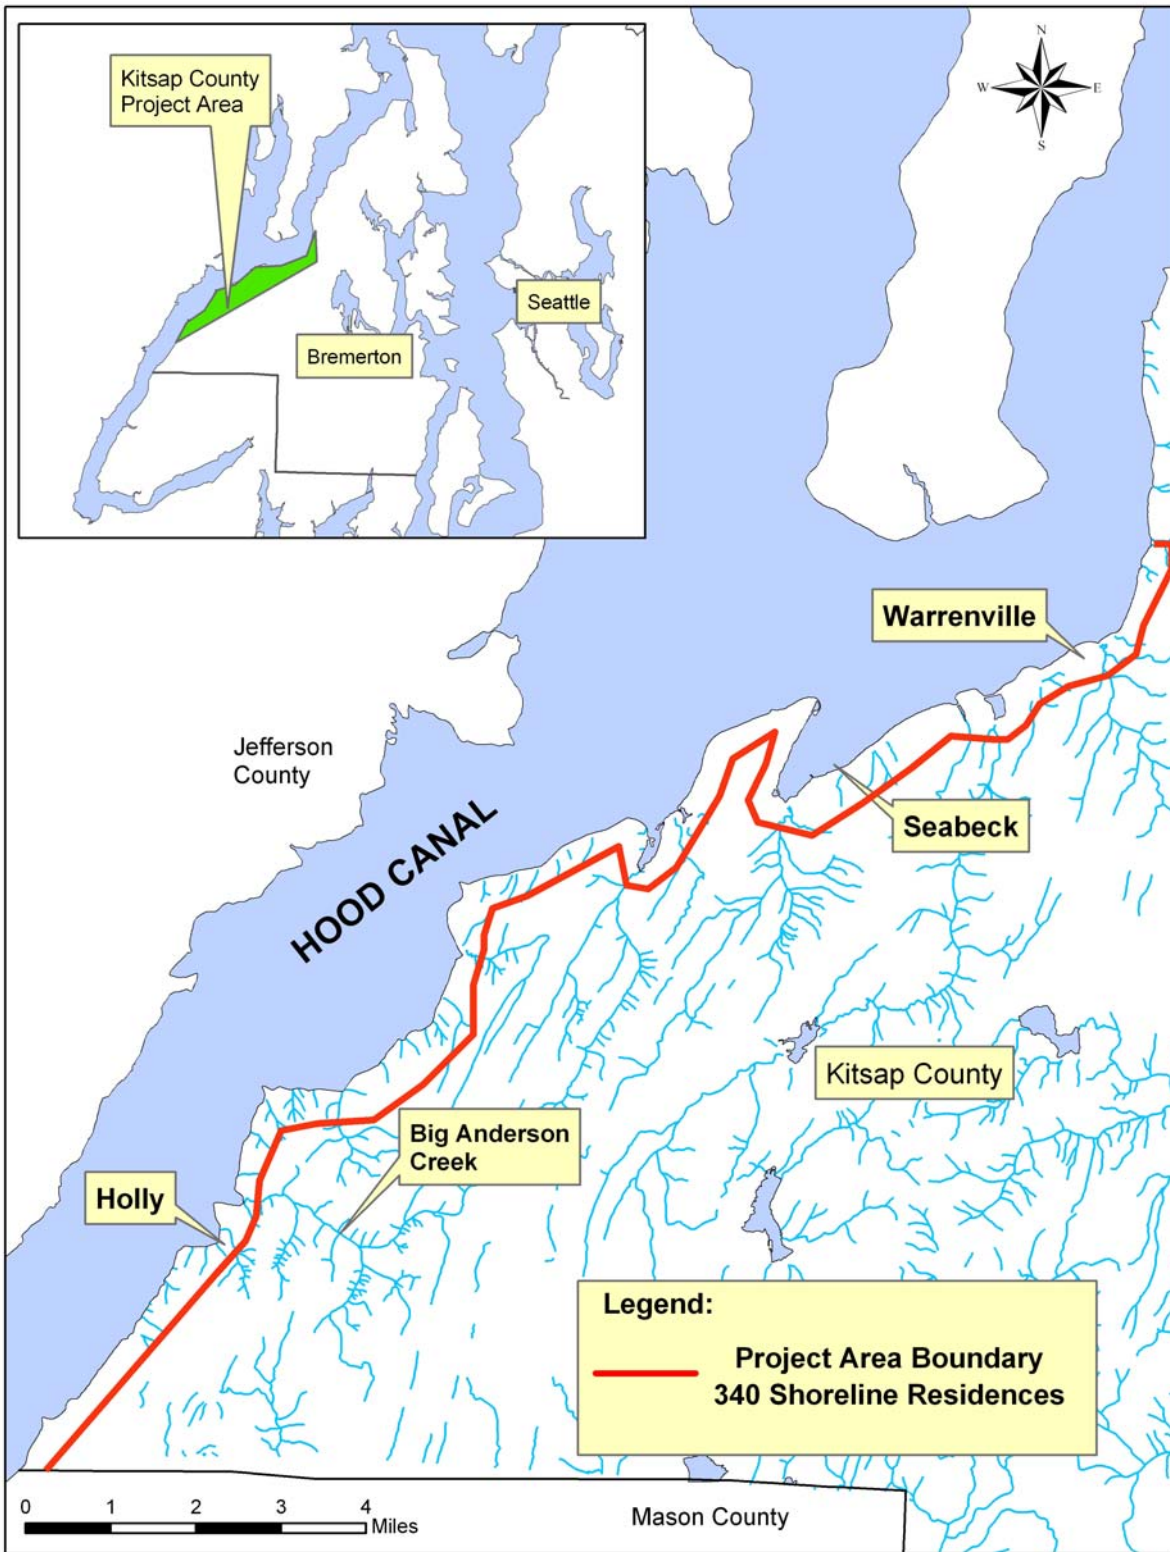 Kitsap County
Project Area
Seattle
Bremerton
N
W
E
S
Warrenville
Jefferson
County
HOOD CANAL
Seabeck
Kitsap County
Big Anderson
Creek
Holly
Legend:
Project Area Boundary
340 Shoreline Residences
0 1 2 3 4
Miles
Mason County